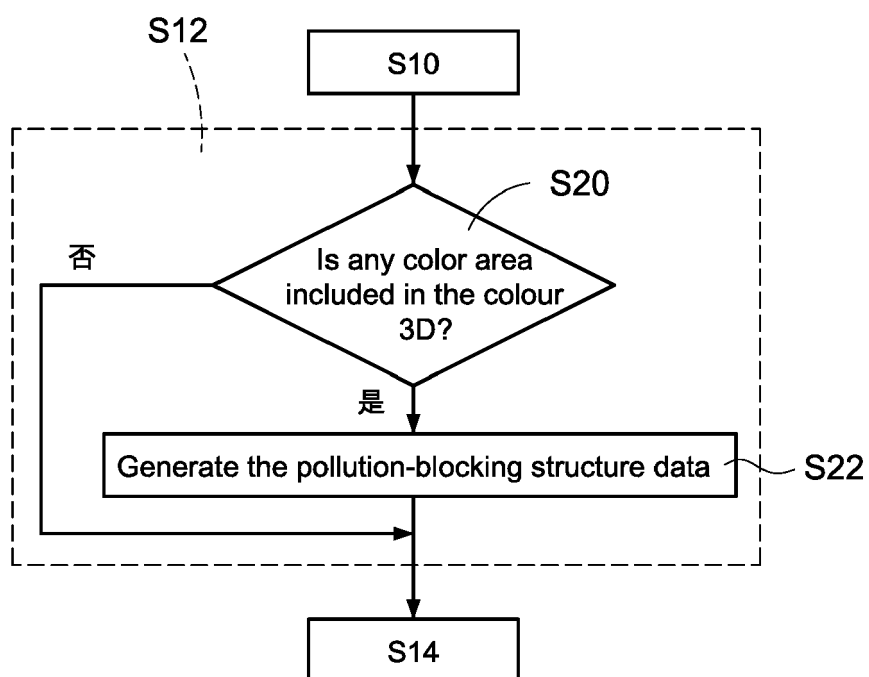 S12
S10
S20
否
Is any color area
included in the colour
3D?
是
Generate the pollution-blocking structure data
S22
S14